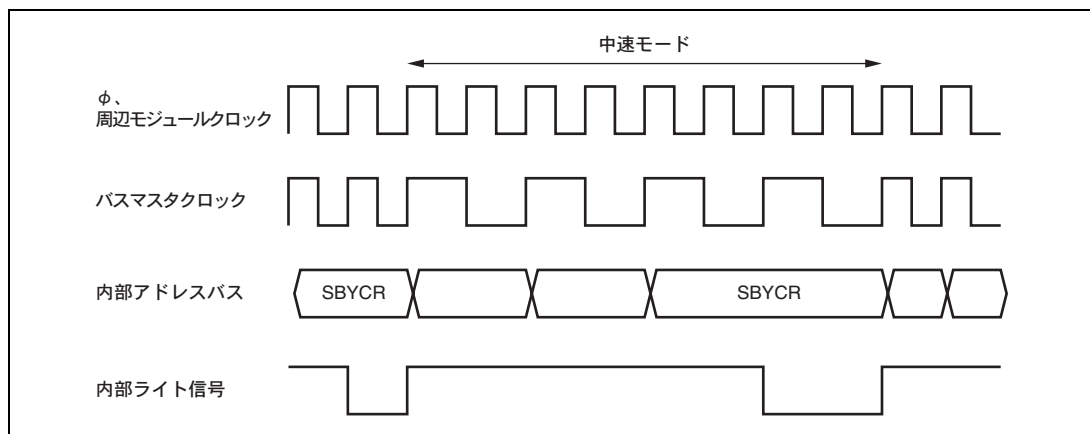 中速モード
φ、
周辺モジュールクロック
バスマスタクロック
内部アドレスバス
SBYCR
SBYCR
内部ライト信号